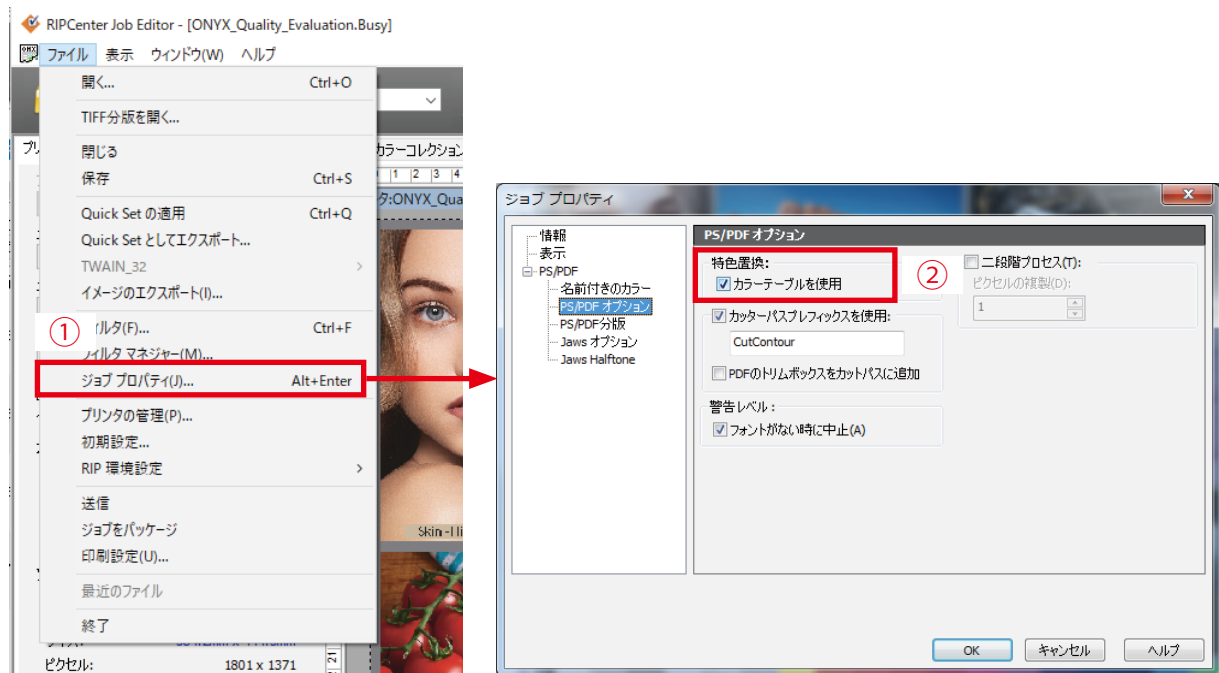 RIPCenter Job Editor - [ONYX_Quality_Evaluation.Busy]
ファイル 表示 ウィンドウ(W) ヘルプ
開く... Ctrl+O
TIFF分版を開く...
閉じる
保存 Ctrl+S
Quick Set の適用 Ctrl+Q
Quick Set としてエクスポート...
TWAIN_32
イメージのエクスポート(I)...
① ィルタ(F)... Ctrl+F
フィルタ マネジャー(M)...
ジョブ プロパティ(J)... Alt+Enter
プリンタの管理(P)...
初期設定...
RIP 環境設定
送信
ジョブをパッケージ
印刷設定(U)...
最近のファイル
終了
ピクセル: 1801 x 1371
カラーコレクション
1 2 3 4
タ:ONYX_Qua
21
ジョブ プロパティ
情報
表示
PS/PDF
名前付きのカラー
PS/PDF オプション
PS/PDF分版
Jaws オプション
Jaws Halftone
PS/PDF オプション
特色置換:
カラーテーブルを使用
②
カッターパスプレフィックスを使用:
CutContour
PDFのトリムボックスをカットパスに追加
警告レベル:
フォントがない時に中止(A)
二段階プロセス(T):
ピクセルの複製(D):
1
OK キャンセル ヘルプ